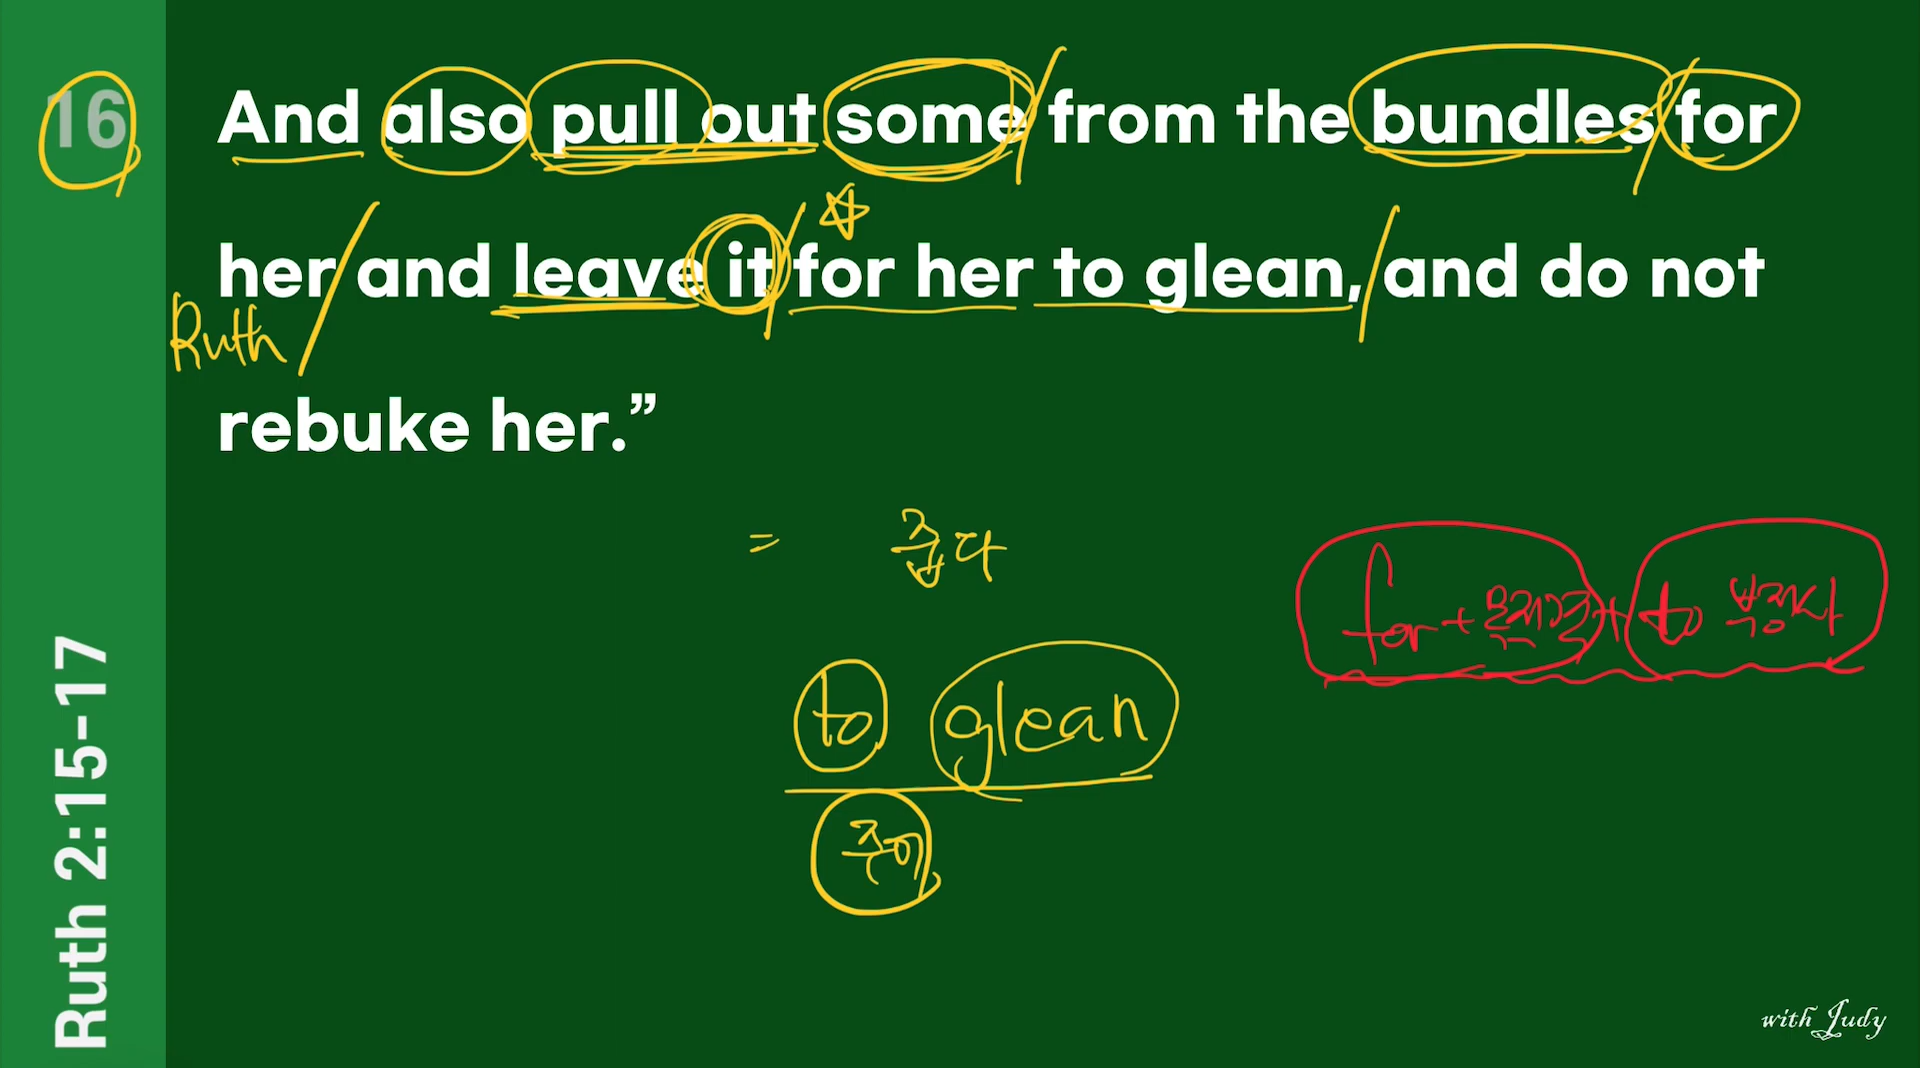 16
And also pull out some from the bundles for
her and leave it for her to glean, and do not
Ruth
rebuke her.”
= 줍다
for + 목적격 + to 부정사
to glean
Ruth 2:15-17
with Judy